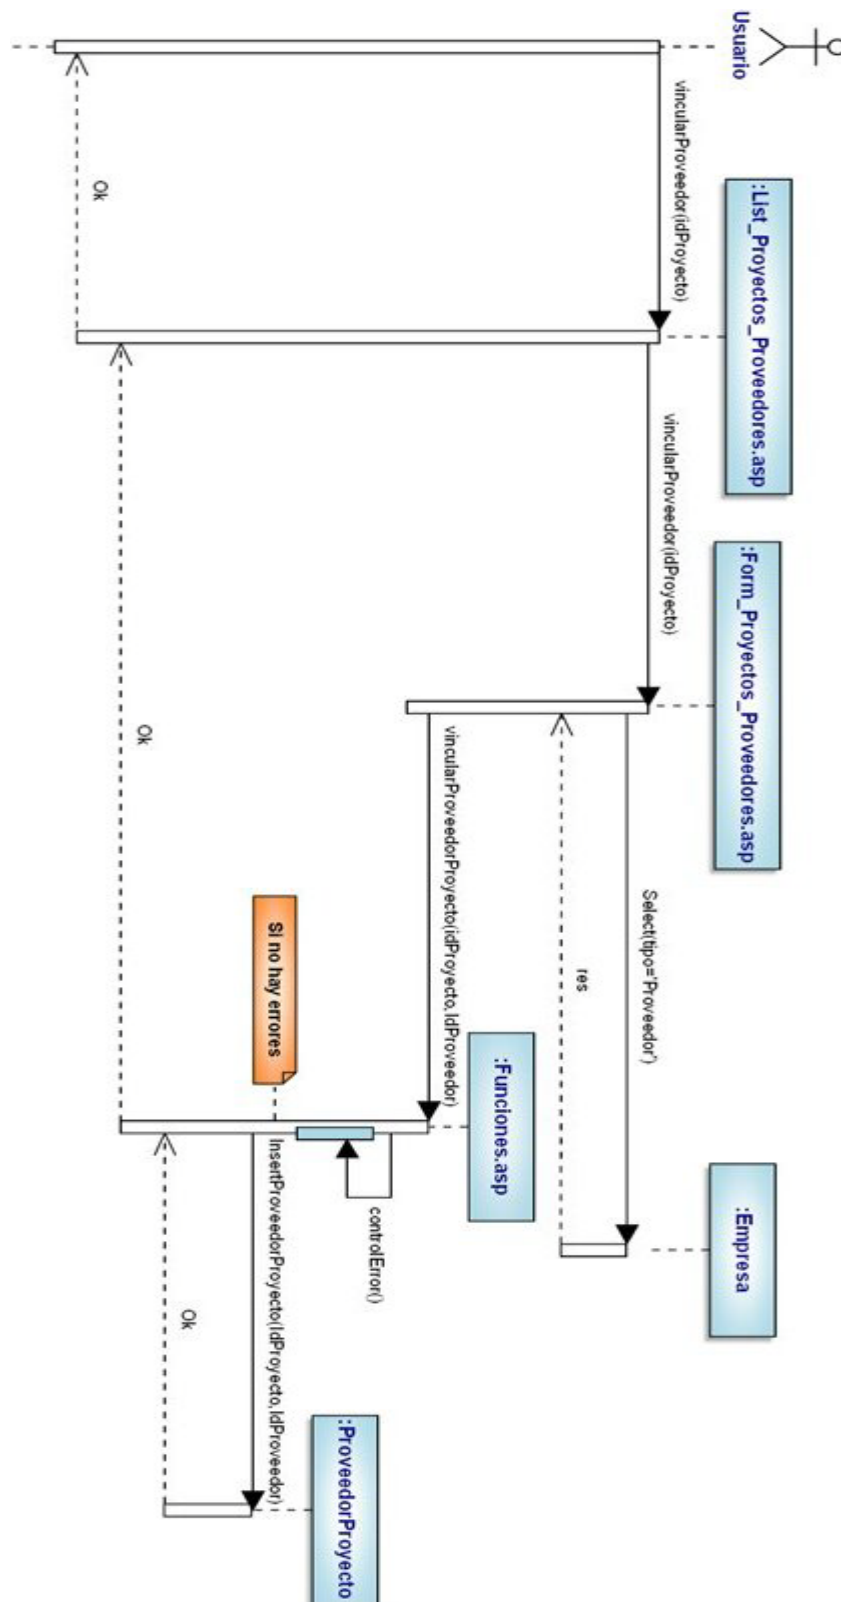 Usuario
:List_Proyectos_Proveedores.asp
:Form_Proyectos_Proveedores.asp
:Empresa
vincularProveedor(idProyecto)
vincularProveedor(idProyecto)
Select(tipo='Proveedor')
res
:Funciones.asp
vincularProveedorProyecto(idProyecto,IdProveedor)
controlError()
:ProveedorProyecto
Si no hay errores
InsertProveedorProyecto(IdProyecto,IdProveedor)
Ok
Ok
Ok